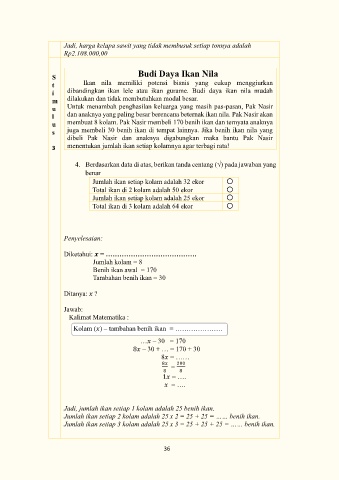 Jadi, harga kelapa sawit yang tidak membusuk setiap tonnya adalah
Rp2.108.000,00
Stimulus 3
Budi Daya Ikan Nila
Ikan nila memiliki potensi bisnis yang cukup menggiurkan
dibandingkan ikan lele atau ikan gurame. Budi daya ikan nila mudah
dilakukan dan tidak membutuhkan modal besar.
Untuk menambah penghasilan keluarga yang masih pas-pasan, Pak Nasir
dan anaknya yang paling besar berencana beternak ikan nila. Pak Nasir akan
membuat 8 kolam. Pak Nasir membeli 170 benih ikan dan ternyata anaknya
juga membeli 30 benih ikan di tempat lainnya. Jika benih ikan nila yang
dibeli Pak Nasir dan anaknya digabungkan maka bantu Pak Nasir
menentukan jumlah ikan setiap kolamnya agar terbagi rata!
4. Berdasarkan data di atas, berikan tanda centang (√) pada jawaban yang
benar
Jumlah ikan setiap kolam adalah 32 ekor
Total ikan di 2 kolam adalah 50 ekor
Jumlah ikan setiap kolam adalah 25 ekor
Total ikan di 3 kolam adalah 64 ekor
Penyelesaian:
Diketahui: x = ………………………………….
Jumlah kolam = 8
Benih ikan awal = 170
Tambahan benih ikan = 30
Ditanya: x ?
Jawab:
Kalimat Matematika :
Kolam (x) – tambahan benih ikan = …………………
…x – 30 = 170
8x – 30 + … = 170 + 30
8x = ……
8x/8 = 200/8
1x = ….
x = ….
Jadi, jumlah ikan setiap 1 kolam adalah 25 benih ikan.
Jumlah ikan setiap 2 kolam adalah 25 x 2 = 25 + 25 = …… benih ikan.
Jumlah ikan setiap 3 kolam adalah 25 x 3 = 25 + 25 + 25 = …… benih ikan.
36